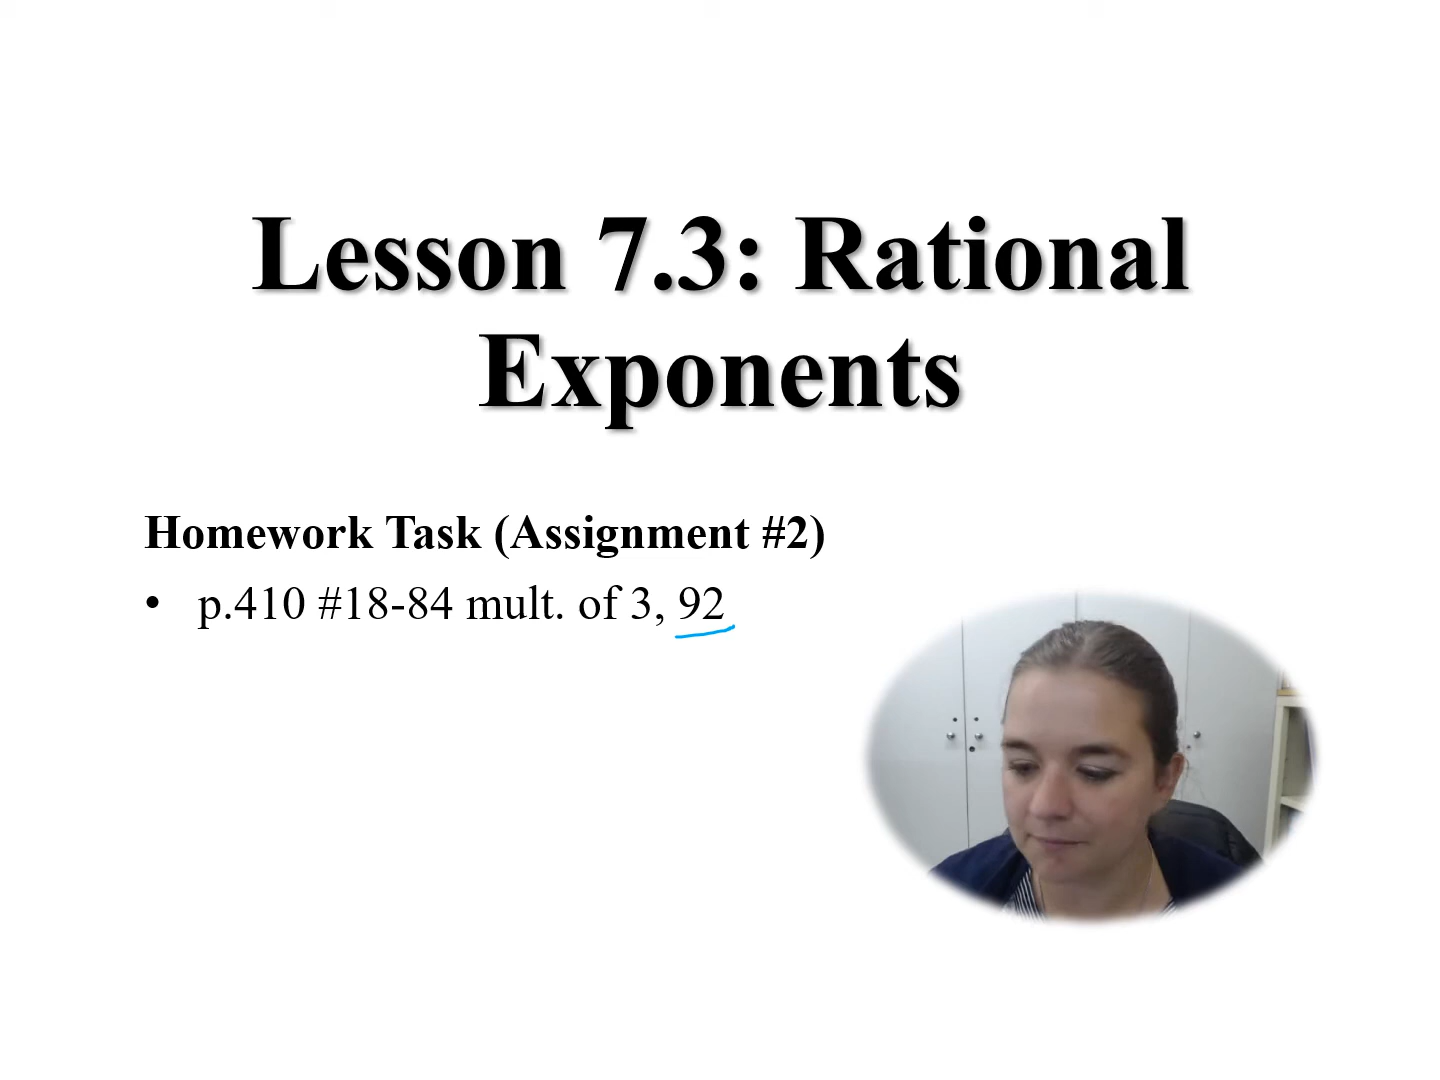 Lesson 7.3: Rational
Exponents
Homework Task (Assignment #2)
• p.410 #18-84 mult. of 3, 92